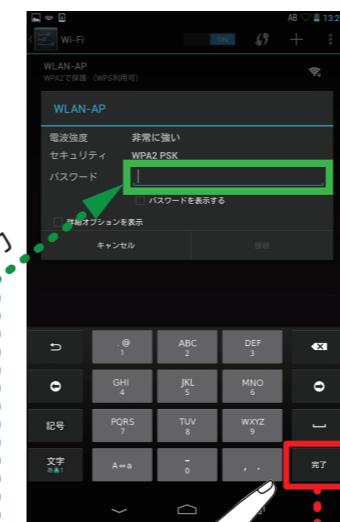 AB 13:2
Wi-Fi ON
WLAN-AP
WPA2で保護（WPS利用可）
WLAN-AP
電波強度 非常に強い
セキュリティ WPA2 PSK
パスワード
パスワードを表示する
詳細オプションを表示
キャンセル 接続
.@ 1 ABC 2 DEF 3
GHI 4 JKL 5 MNO 6
記号 PQRS 7 TUV 8 WXYZ 9
文字 あA1 A⇔a - 0 , . 完了